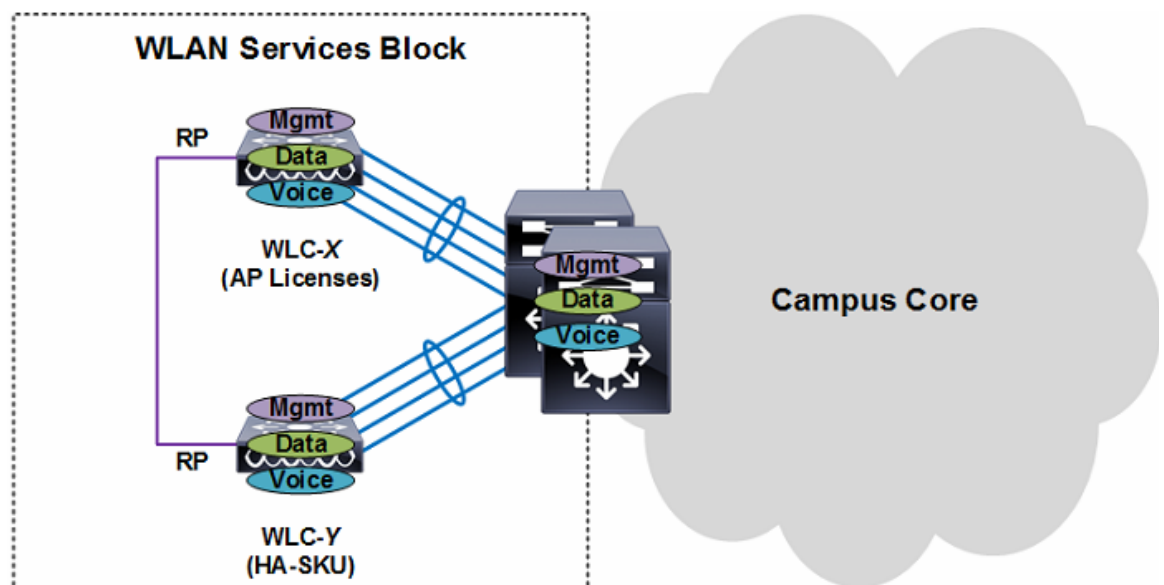 WLAN Services Block
Mgmt
RP
Data
Voice
WLC-X
(AP Licenses)
Mgmt
Data
Voice
Campus Core
Mgmt
Data
RP
Voice
WLC-Y
(HA-SKU)